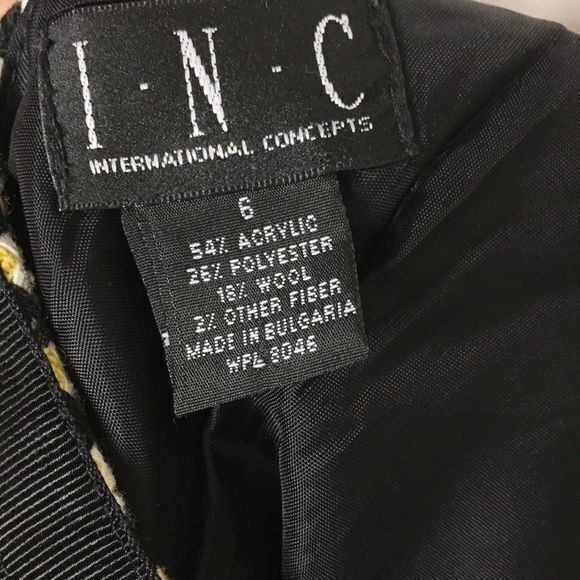 I·N·C
INTERNATIONAL CONCEPTS
6
54% ACRYLIC
26% POLYESTER
18% WOOL
2% OTHER FIBER
MADE IN BULGARIA
WPL 8046